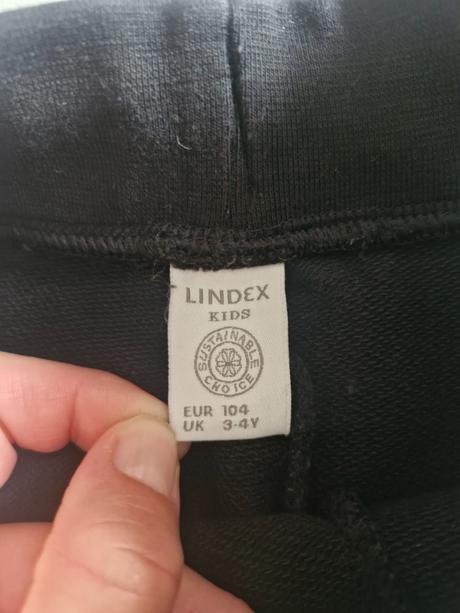 LINDEX
KIDS
SUSTAINABLE
CHOICE
EUR 104
UK 3-4Y